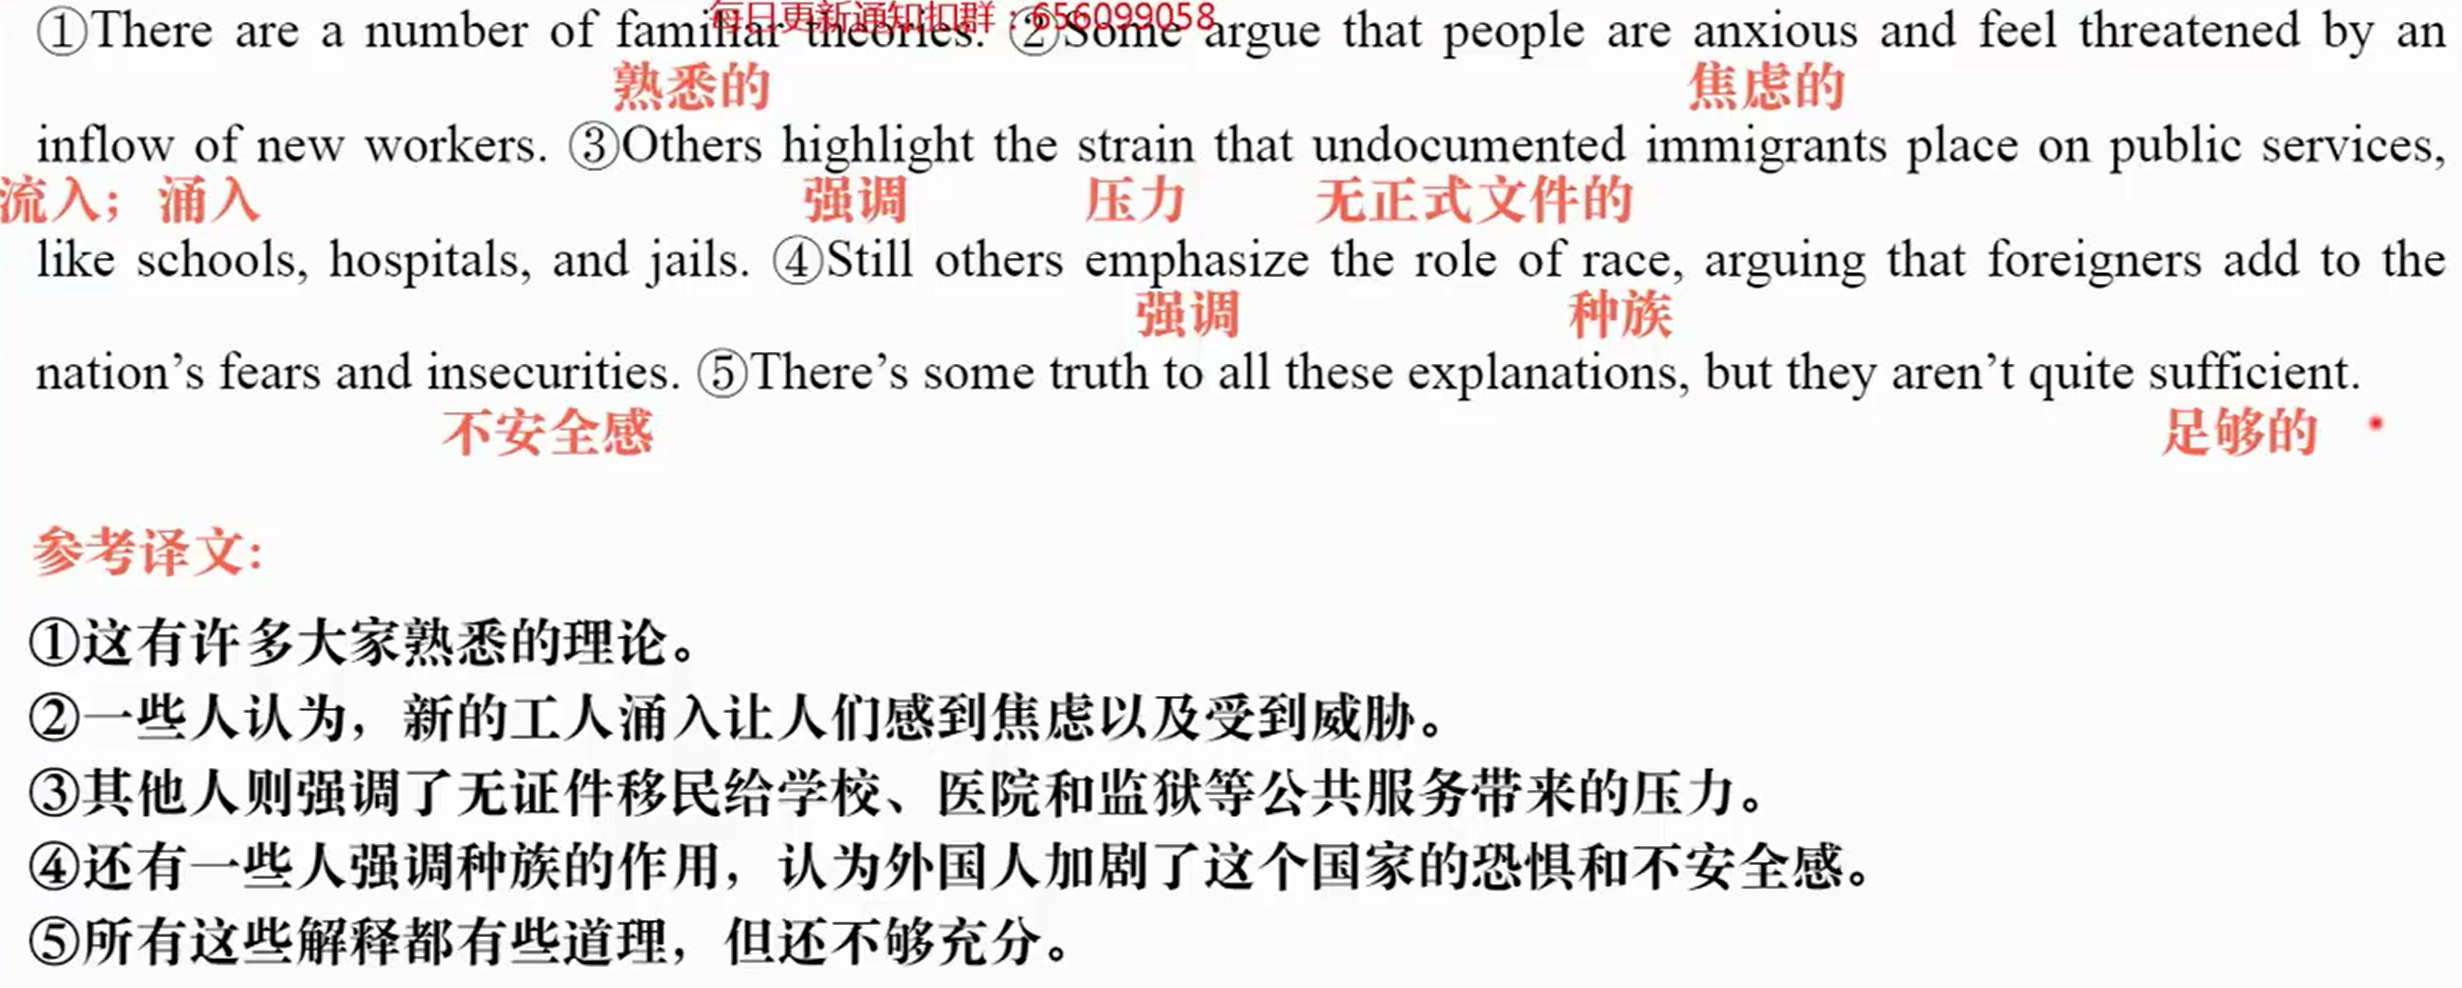 每日更新通知扣群：656099058
①There are a number of familiar theories. ②Some argue that people are anxious and feel threatened by an
熟悉的 焦虑的
inflow of new workers. ③Others highlight the strain that undocumented immigrants place on public services,
流入；涌入 强调 压力 无正式文件的
like schools, hospitals, and jails. ④Still others emphasize the role of race, arguing that foreigners add to the
强调 种族
nation’s fears and insecurities. ⑤There’s some truth to all these explanations, but they aren’t quite sufficient.
不安全感 足够的
参考译文:
①这有许多大家熟悉的理论。
②一些人认为，新的工人涌入让人们感到焦虑以及受到威胁。
③其他人则强调了无证件移民给学校、医院和监狱等公共服务带来的压力。
④还有一些人强调种族的作用，认为外国人加剧了这个国家的恐惧和不安全感。
⑤所有这些解释都有些道理，但还不够充分。